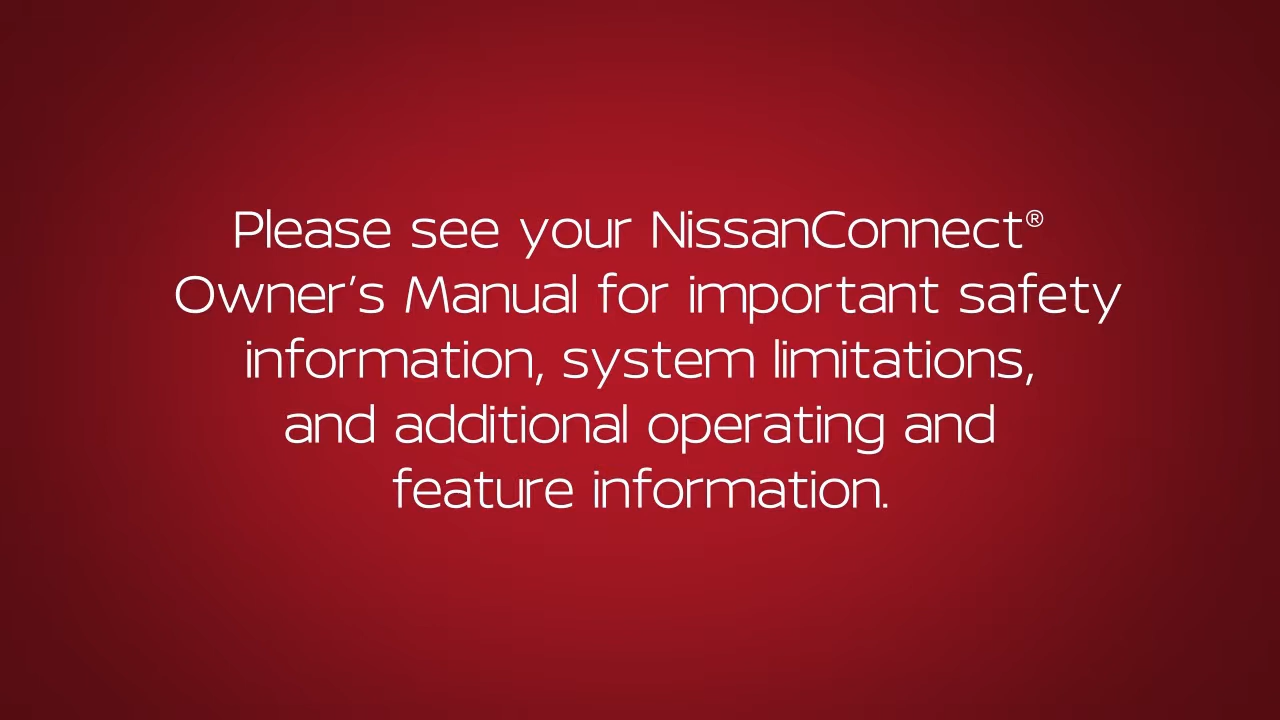 Please see your NissanConnect®
Owner’s Manual for important safety
information, system limitations,
and additional operating and
feature information.